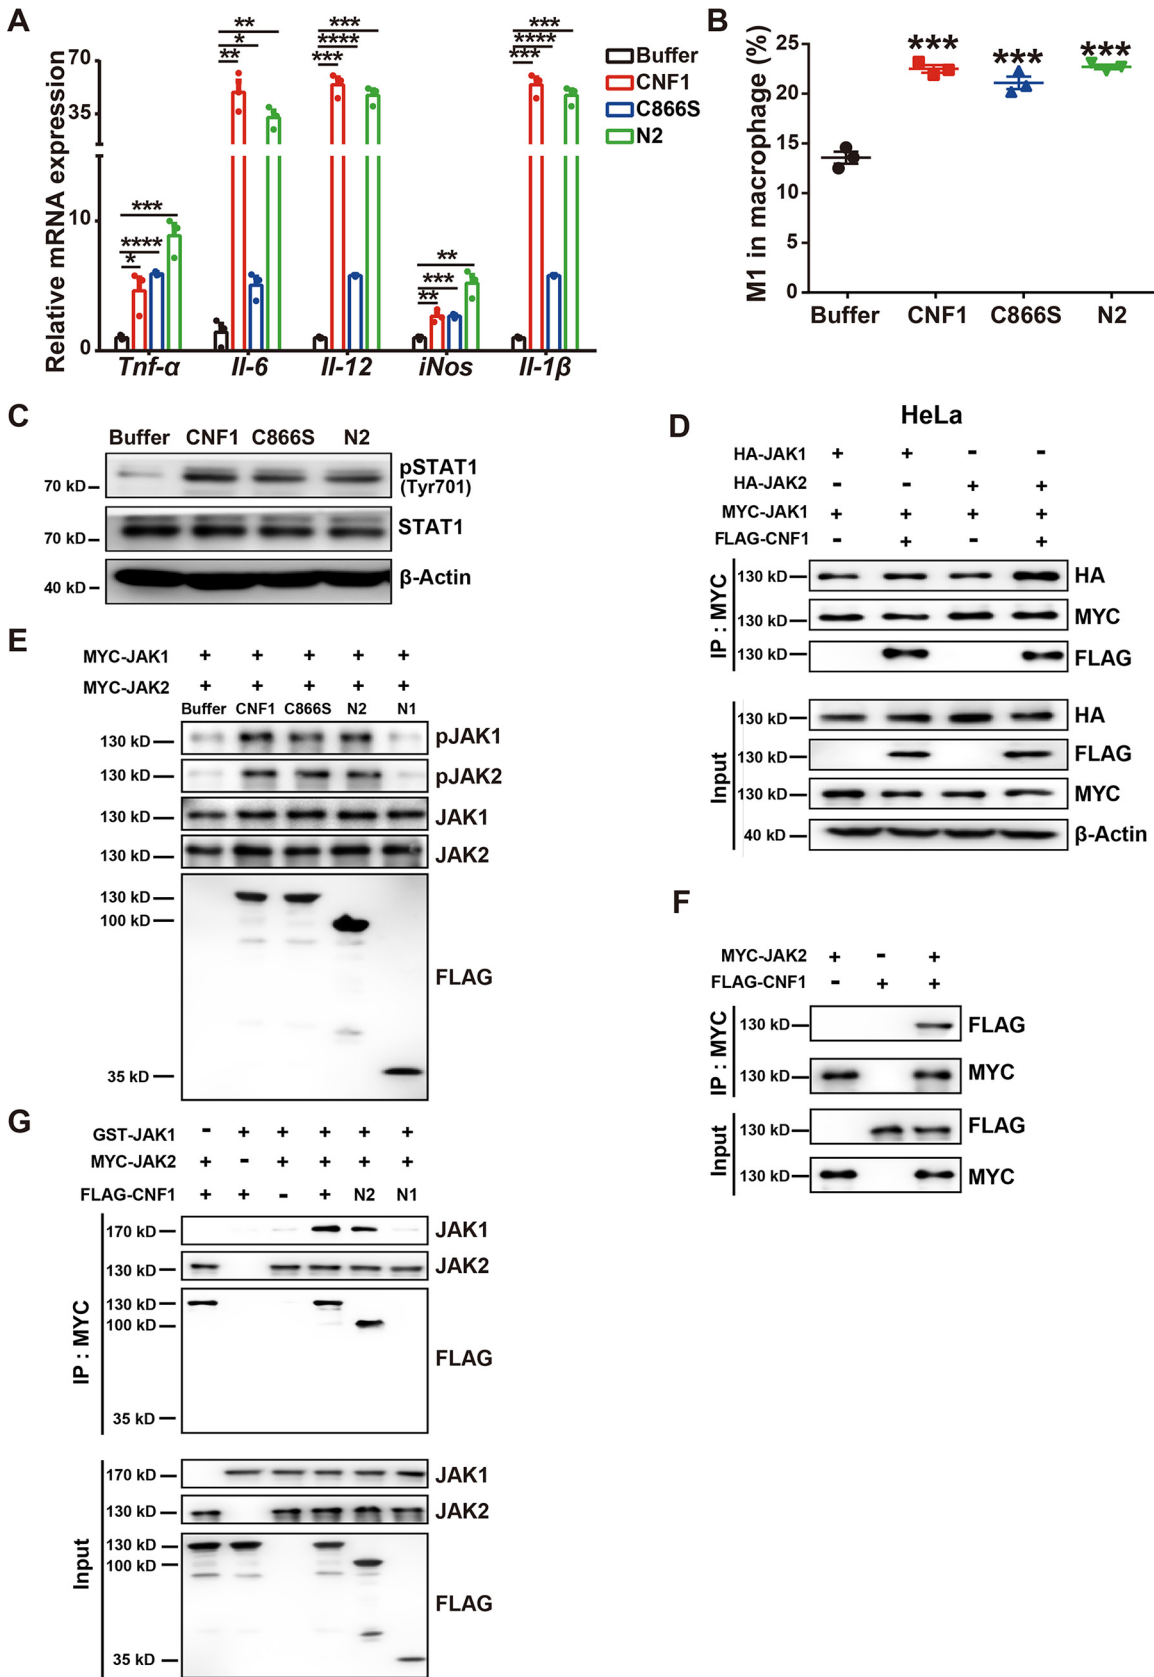 A
Relative mRNA expression
70
35
10
0
** *** ***
* **** ****
** *** ***
***
****
*
**
***
**
Tnf-α Il-6 Il-12 iNos Il-1β
Buffer
CNF1
C866S
N2
B
M1 in macrophage (%)
25
20
15
10
5
0
*** *** ***
Buffer CNF1 C866S N2
C
Buffer CNF1 C866S N2
70 kD pSTAT1
(Tyr701)
70 kD STAT1
40 kD β-Actin
D
HeLa
HA-JAK1 + + - -
HA-JAK2 - - + +
MYC-JAK1 + + + +
FLAG-CNF1 - + - +
IP : MYC
130 kD HA
130 kD MYC
130 kD FLAG
Input
130 kD HA
130 kD FLAG
130 kD MYC
40 kD β-Actin
E
MYC-JAK1 + + + + +
MYC-JAK2 + + + + +
Buffer CNF1 C866S N2 N1
130 kD pJAK1
130 kD pJAK2
130 kD JAK1
130 kD JAK2
130 kD
100 kD
FLAG
35 kD
F
MYC-JAK2 + - +
FLAG-CNF1 - + +
IP : MYC
130 kD FLAG
130 kD MYC
Input
130 kD FLAG
130 kD MYC
G
GST-JAK1 - + + + + +
MYC-JAK2 + - + + + +
FLAG-CNF1 + + - + N2 N1
IP : MYC
170 kD JAK1
130 kD JAK2
130 kD
100 kD
FLAG
35 kD
Input
170 kD JAK1
130 kD JAK2
130 kD
100 kD
FLAG
35 kD